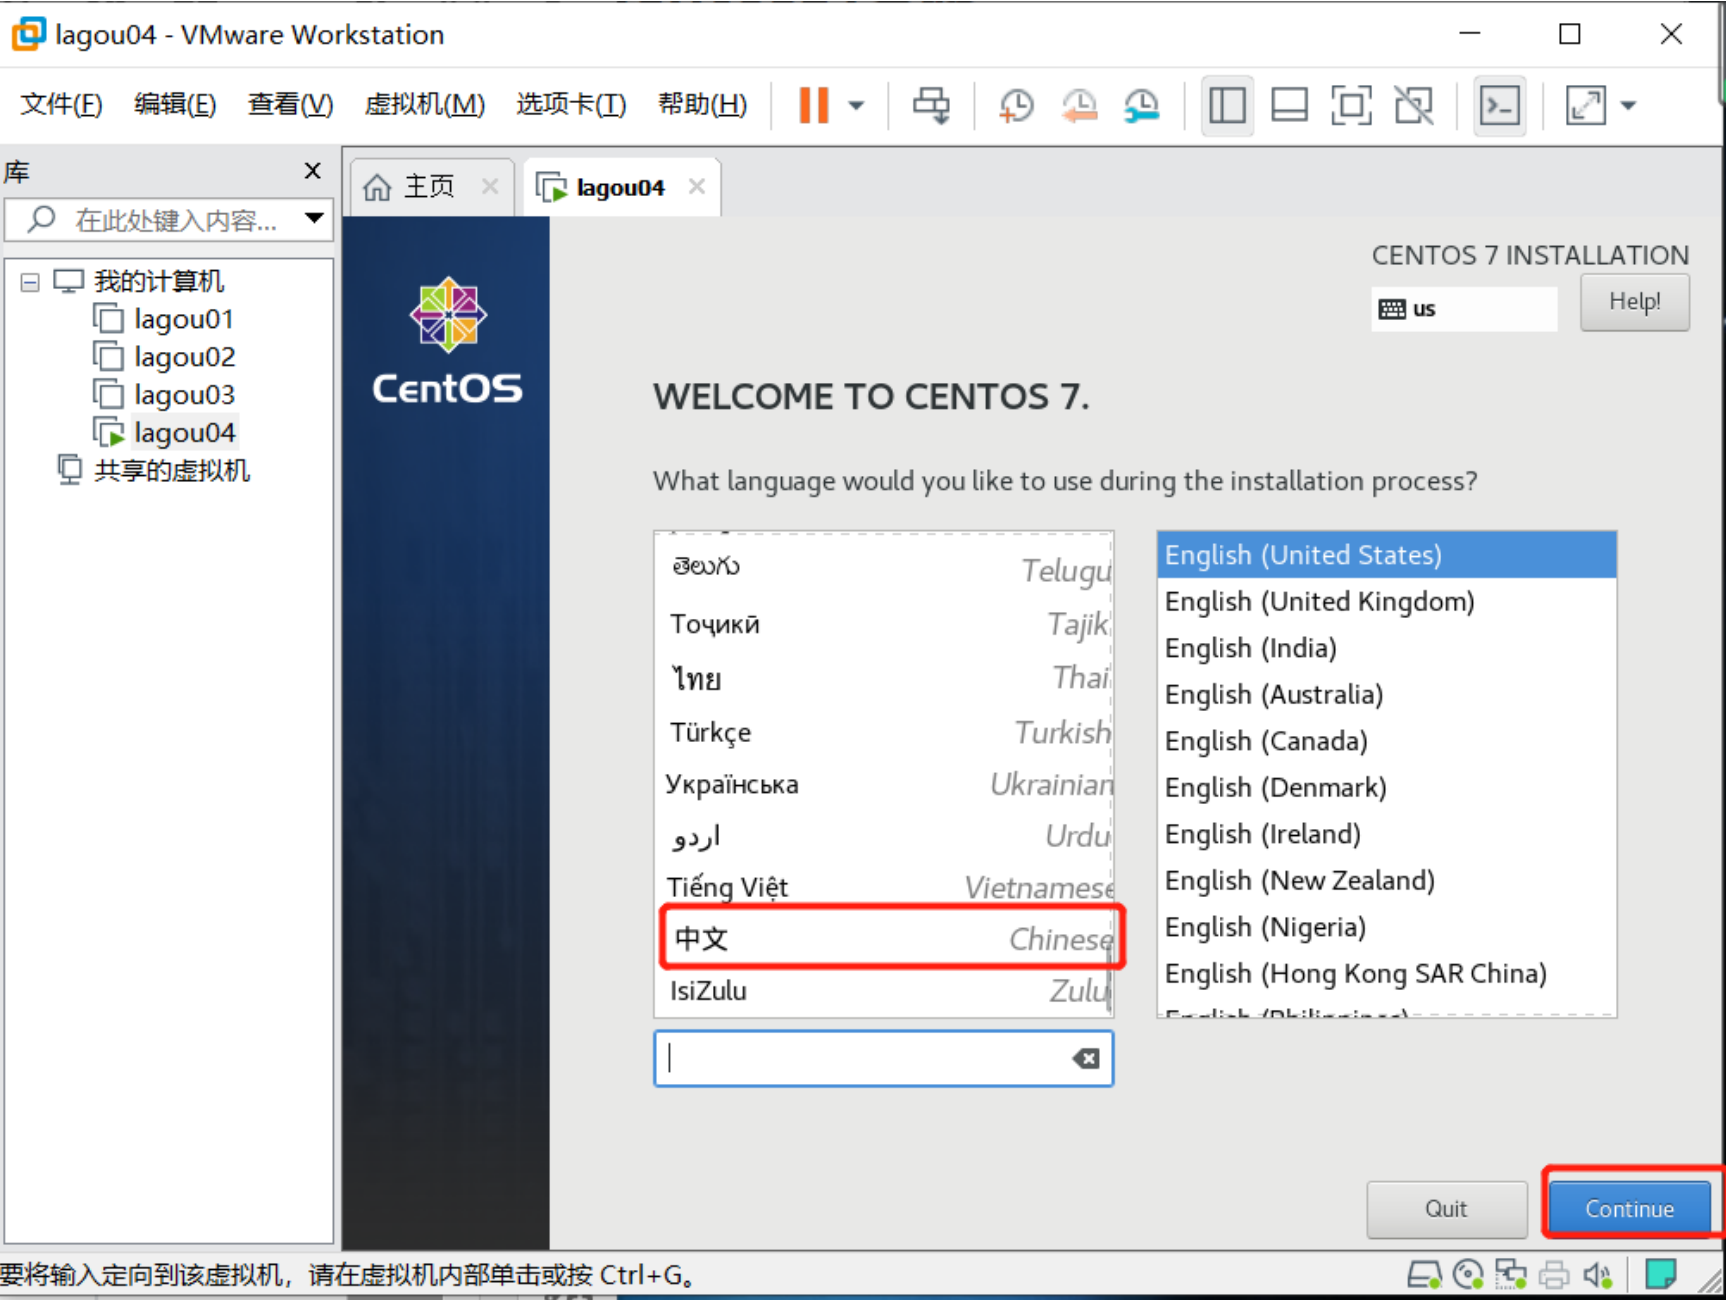 lagou04 - VMware Workstation
文件(F) 编辑(E) 查看(V) 虚拟机(M) 选项卡(T) 帮助(H)
库
主页
lagou04
在此处键入内容...
我的计算机
lagou01
lagou02
lagou03
lagou04
共享的虚拟机
CentOS
CENTOS 7 INSTALLATION
us
Help!
WELCOME TO CENTOS 7.
What language would you like to use during the installation process?
తెలుగు Telugu
Тоҷикӣ Tajik
ไทย Thai
Türkçe Turkish
Українська Ukrainian
اردو Urdu
Tiếng Việt Vietnamese
中文 Chinese
IsiZulu Zulu
English (United States)
English (United Kingdom)
English (India)
English (Australia)
English (Canada)
English (Denmark)
English (Ireland)
English (New Zealand)
English (Nigeria)
English (Hong Kong SAR China)
English (Philippines)
Quit
Continue
要将输入定向到该虚拟机，请在虚拟机内部单击或按 Ctrl+G。